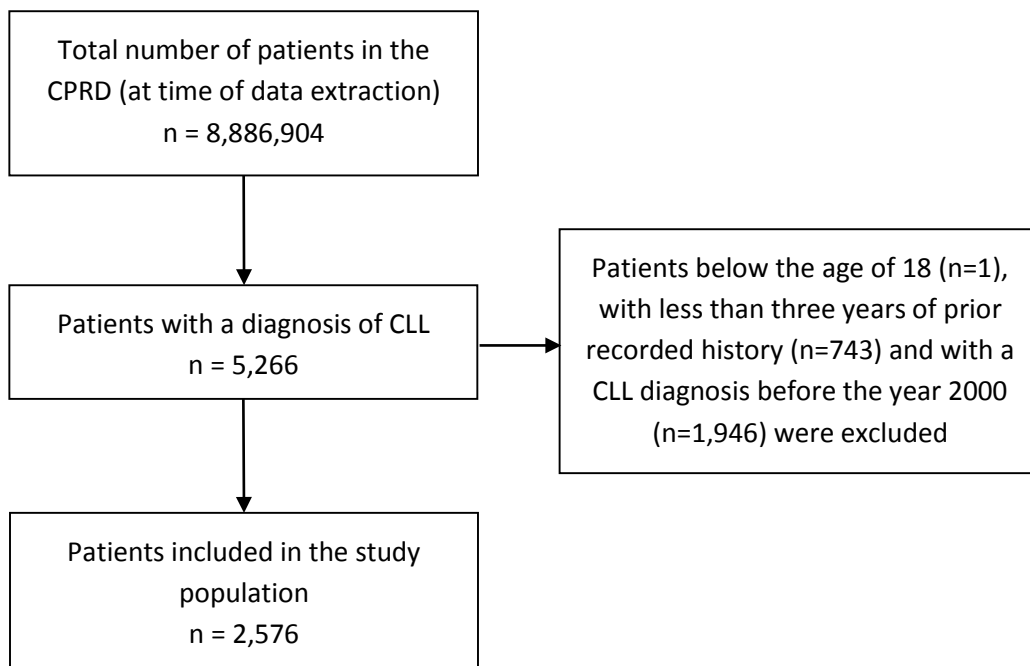 Total number of patients in the
CPRD (at time of data extraction)
n = 8,886,904
Patients with a diagnosis of CLL
n = 5,266
Patients below the age of 18 (n=1),
with less than three years of prior
recorded history (n=743) and with a
CLL diagnosis before the year 2000
(n=1,946) were excluded
Patients included in the study
population
n = 2,576